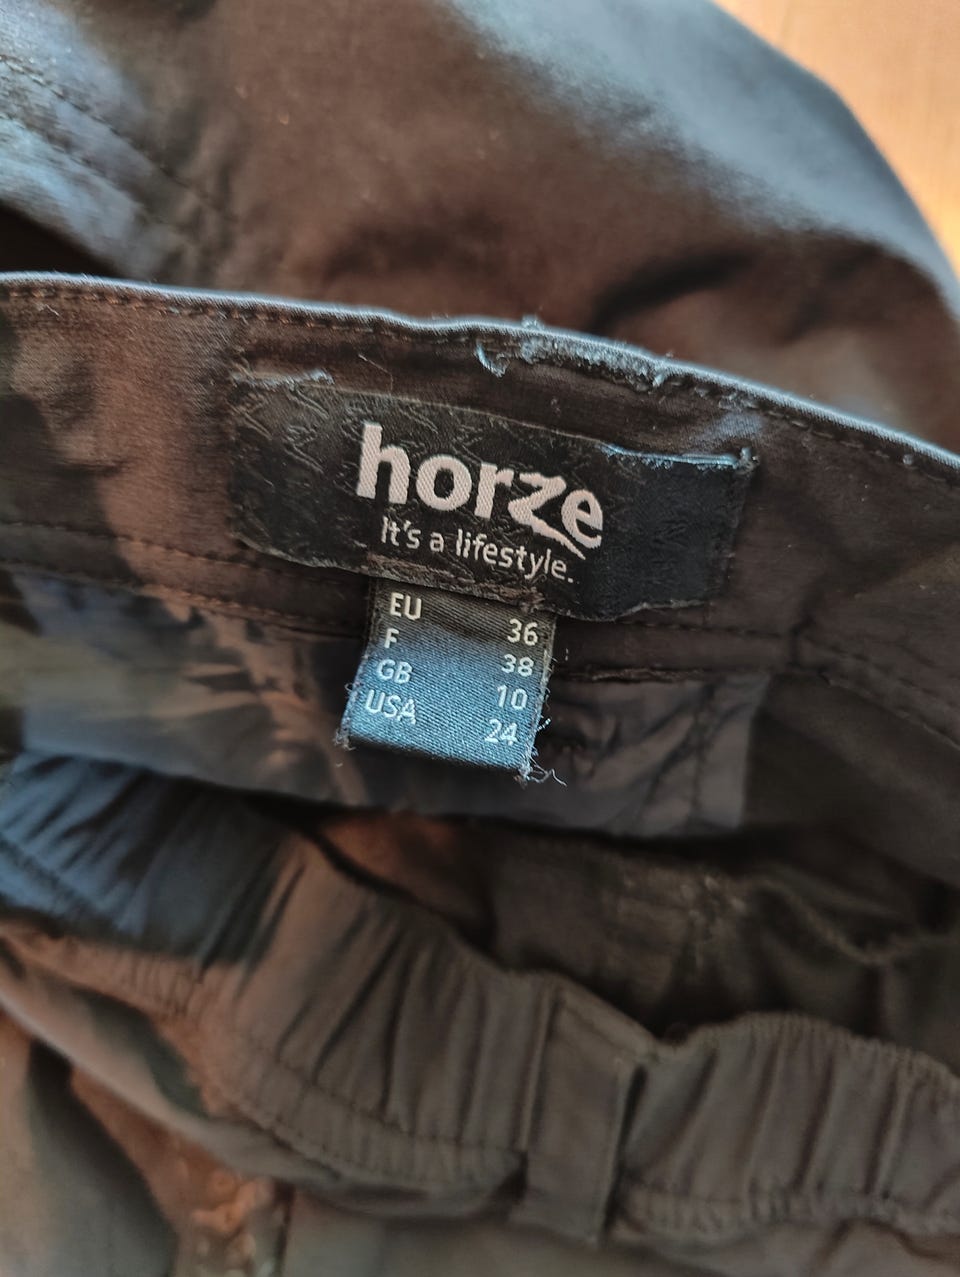 horze
it's a lifestyle.
EU 36
F 38
GB 10
USA 24